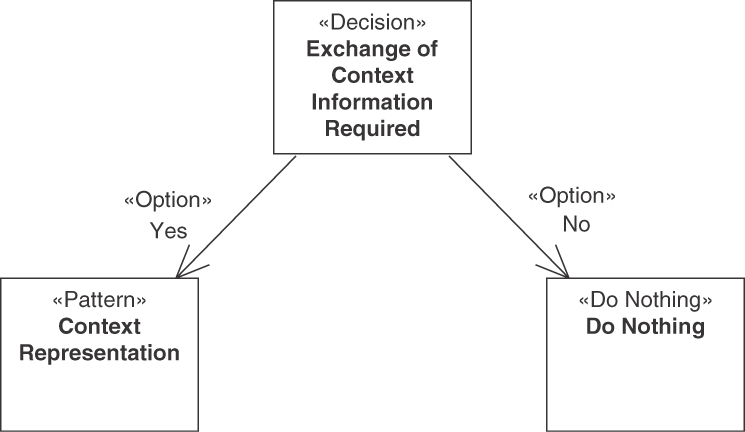 «Decision»
Exchange of
Context
Information
Required
«Option»
Yes
«Option»
No
«Pattern»
Context
Representation
«Do Nothing»
Do Nothing